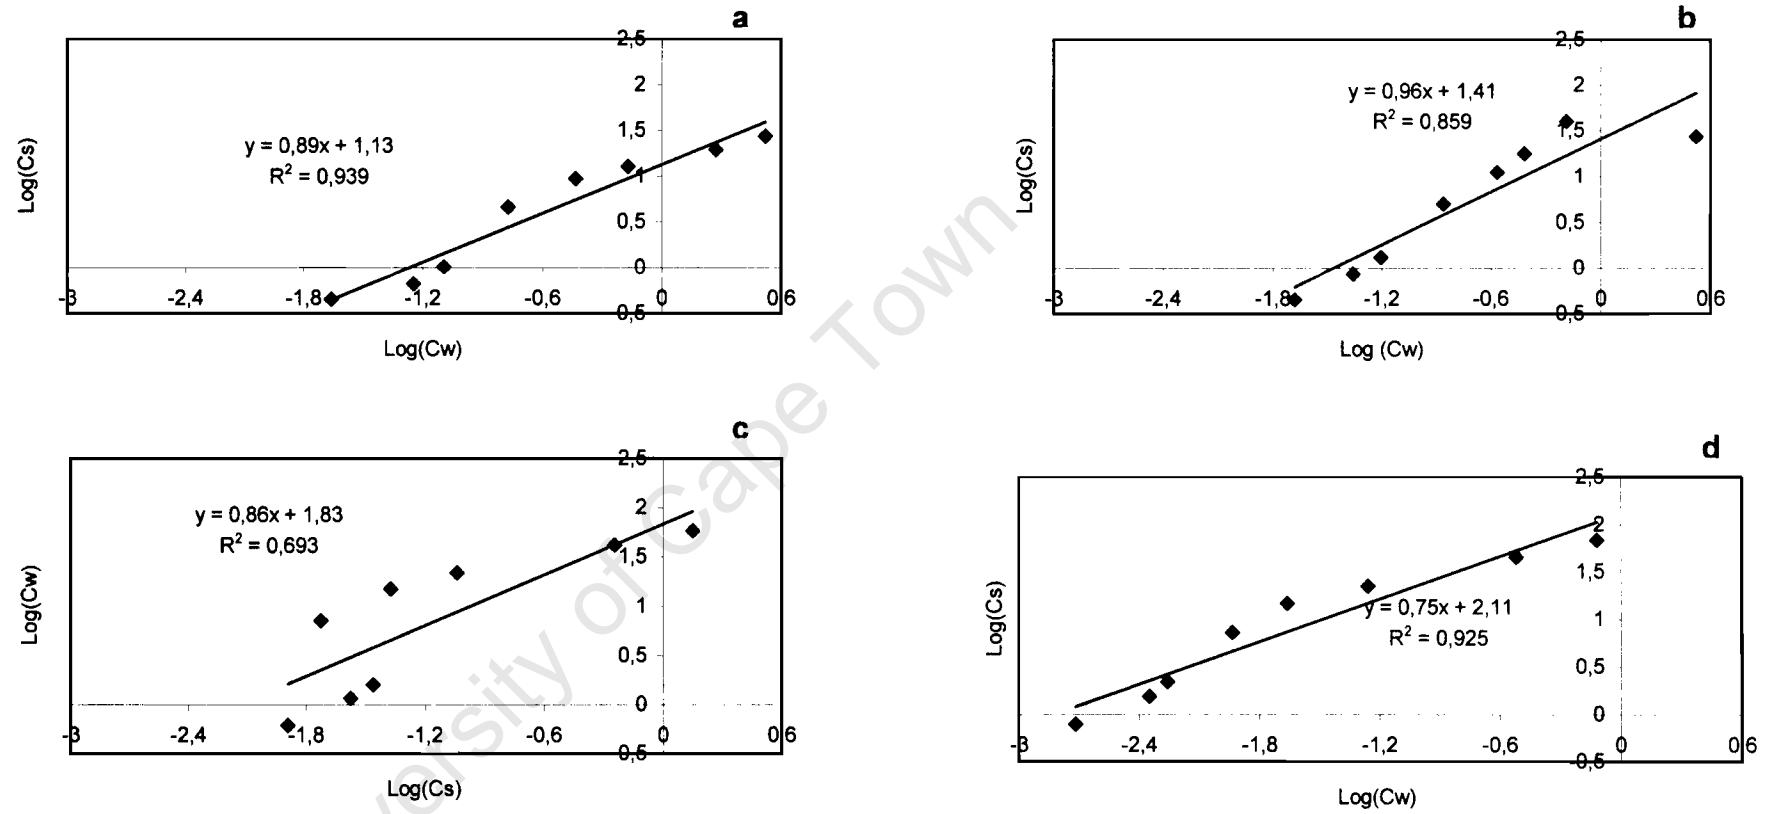 a
2,5
2
1,5
1
0,5
0
0,5
y = 0,89x + 1,13
R² = 0,939
Log(Cs)
-3 -2,4 -1,8 -1,2 -0,6 0 0,6
Log(Cw)
b
2,5
2
1,5
1
0,5
0
0,5
y = 0,96x + 1,41
R² = 0,859
Log(Cs)
-3 -2,4 -1,8 -1,2 -0,6 0 0,6
Log (Cw)
c
2,5
2
1,5
1
0,5
0
0,5
y = 0,86x + 1,83
R² = 0,693
Log(Cw)
-3 -2,4 -1,8 -1,2 -0,6 0 0,6
Log(Cs)
d
2,5
2
1,5
1
0,5
0
-0,5
y = 0,75x + 2,11
R² = 0,925
Log(Cs)
-3 -2,4 -1,8 -1,2 -0,6 0 0,6
Log(Cw)
versity of Cape Town